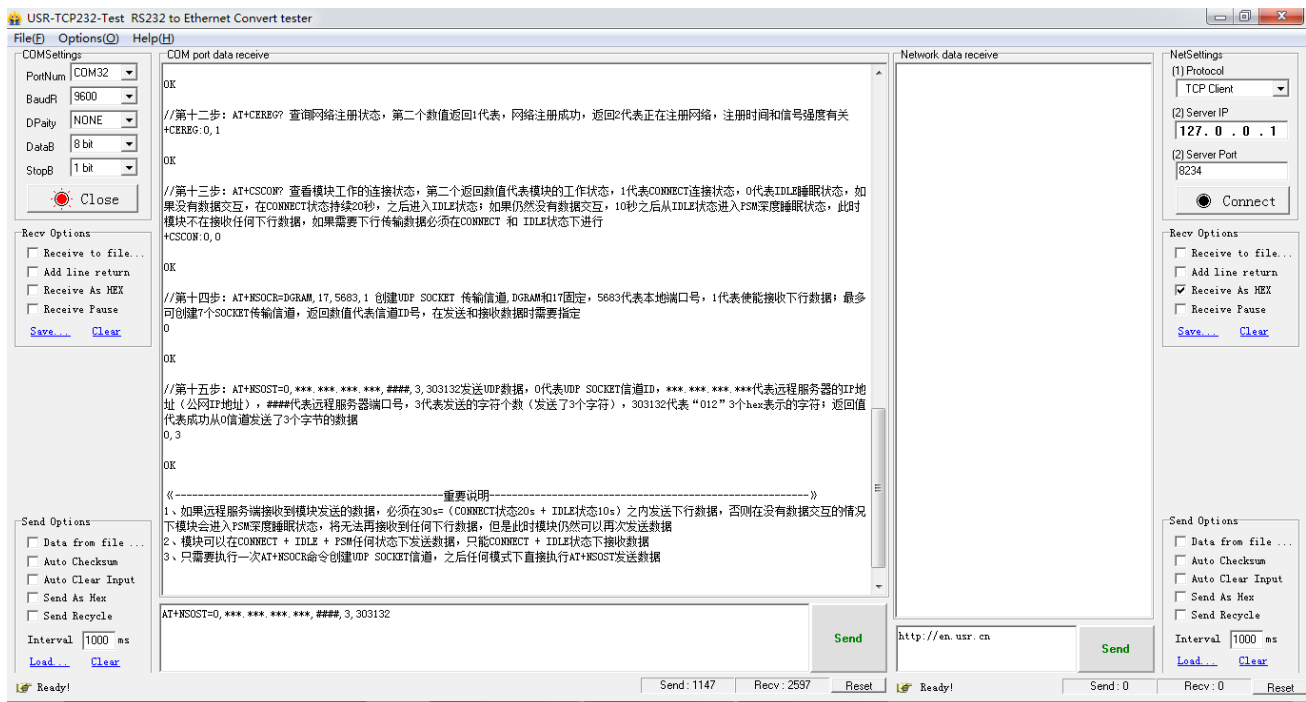 USR-TCP232-Test RS232 to Ethernet Convert tester
File(F) Options(O) Help(H)
COMSettings
PortNum COM32
BaudR 9600
DPaity NONE
DataB 8 bit
StopB 1 bit
Close
Recv Options
Receive to file...
Add line return
Receive As HEX
Receive Pause
Save... Clear
Send Options
Data from file ...
Auto Checksum
Auto Clear Input
Send As Hex
Send Recycle
Interval 1000 ms
Load... Clear
Ready!
COM port data receive
OK
//第十二步: AT+CEREG? 查询网络注册状态，第二个数值返回1代表，网络注册成功，返回2代表正在注册网络，注册时间和信号强度有关
+CEREG:0,1
OK
//第十三步: AT+CSCON? 查看模块工作的连接状态，第二个返回数值代表模块的工作状态，1代表CONNECT连接状态，0代表IDLE睡眠状态，如
果没有数据交互，在CONNECT状态持续20秒，之后进入IDLE状态；如果仍然没有数据交互，10秒之后从IDLE状态进入PSM深度睡眠状态，此时
模块不在接收任何下行数据，如果需要下行传输数据必须在CONNECT 和 IDLE状态下进行
+CSCON:0,0
OK
//第十四步: AT+NSOCR=DGRAM,17,5683,1 创建UDP SOCKET 传输信道,DGRAM和17固定，5683代表本地端口号，1代表使能接收下行数据；最多
可创建7个SOCKET传输信道，返回数值代表信道ID号，在发送和接收数据时需要指定
0
OK
//第十五步: AT+NSOST=0,***.***.***.***,####,3,303132发送UDP数据，0代表UDP SOCKET信道ID，***.***.***.***代表远程服务器的IP地
址（公网IP地址），####代表远程服务器端口号，3代表发送的字符个数（发送了3个字符），303132代表“012”3个hex表示的字符；返回值
代表成功从0信道发送了3个字节的数据
0,3
OK
《----------------------------------------------重要说明-------------------------------------------------------》
1、如果远程服务端接收到模块发送的数据，必须在30s=（CONNECT状态20s + IDLE状态10s）之内发送下行数据，否则在没有数据交互的情况
下模块会进入PSM深度睡眠状态，将无法再接收到任何下行数据，但是此时模块仍然可以再次发送数据
2、模块可以在CONNECT + IDLE + PSM任何状态下发送数据，只能CONNECT + IDLE状态下接收数据
3、只需要执行一次AT+NSOCR命令创建UDP SOCKET信道，之后任何模式下直接执行AT+NSOST发送数据
AT+NSOST=0,***.***.***.***,####,3,303132
Send
Send : 1147 Recv : 2597 Reset
Network data receive
http://en.usr.cn
Send
Ready! Send : 0 Recv : 0 Reset
NetSettings
(1) Protocol
TCP Client
(2) Server IP
127. 0 . 0 . 1
(2) Server Port
8234
Connect
Recv Options
Receive to file...
Add line return
Receive As HEX
Receive Pause
Save... Clear
Send Options
Data from file ...
Auto Checksum
Auto Clear Input
Send As Hex
Send Recycle
Interval 1000 ms
Load... Clear